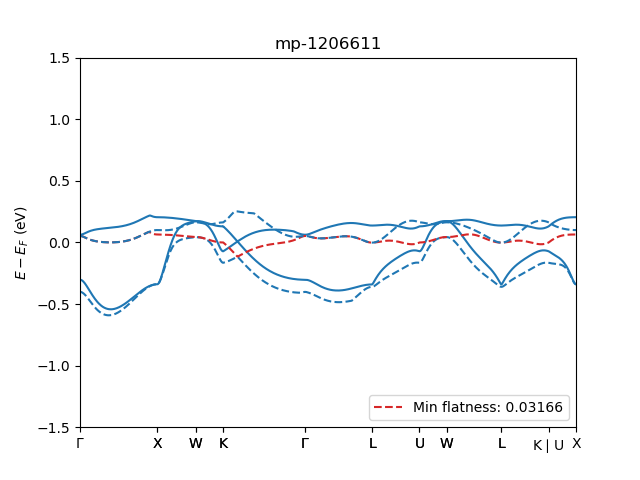 mp-1206611
1.5
1.0
0.5
0.0
−0.5
−1.0
−1.5
E − E_F (eV)
Min flatness: 0.03166
Γ X W K Γ L U W L K | U X